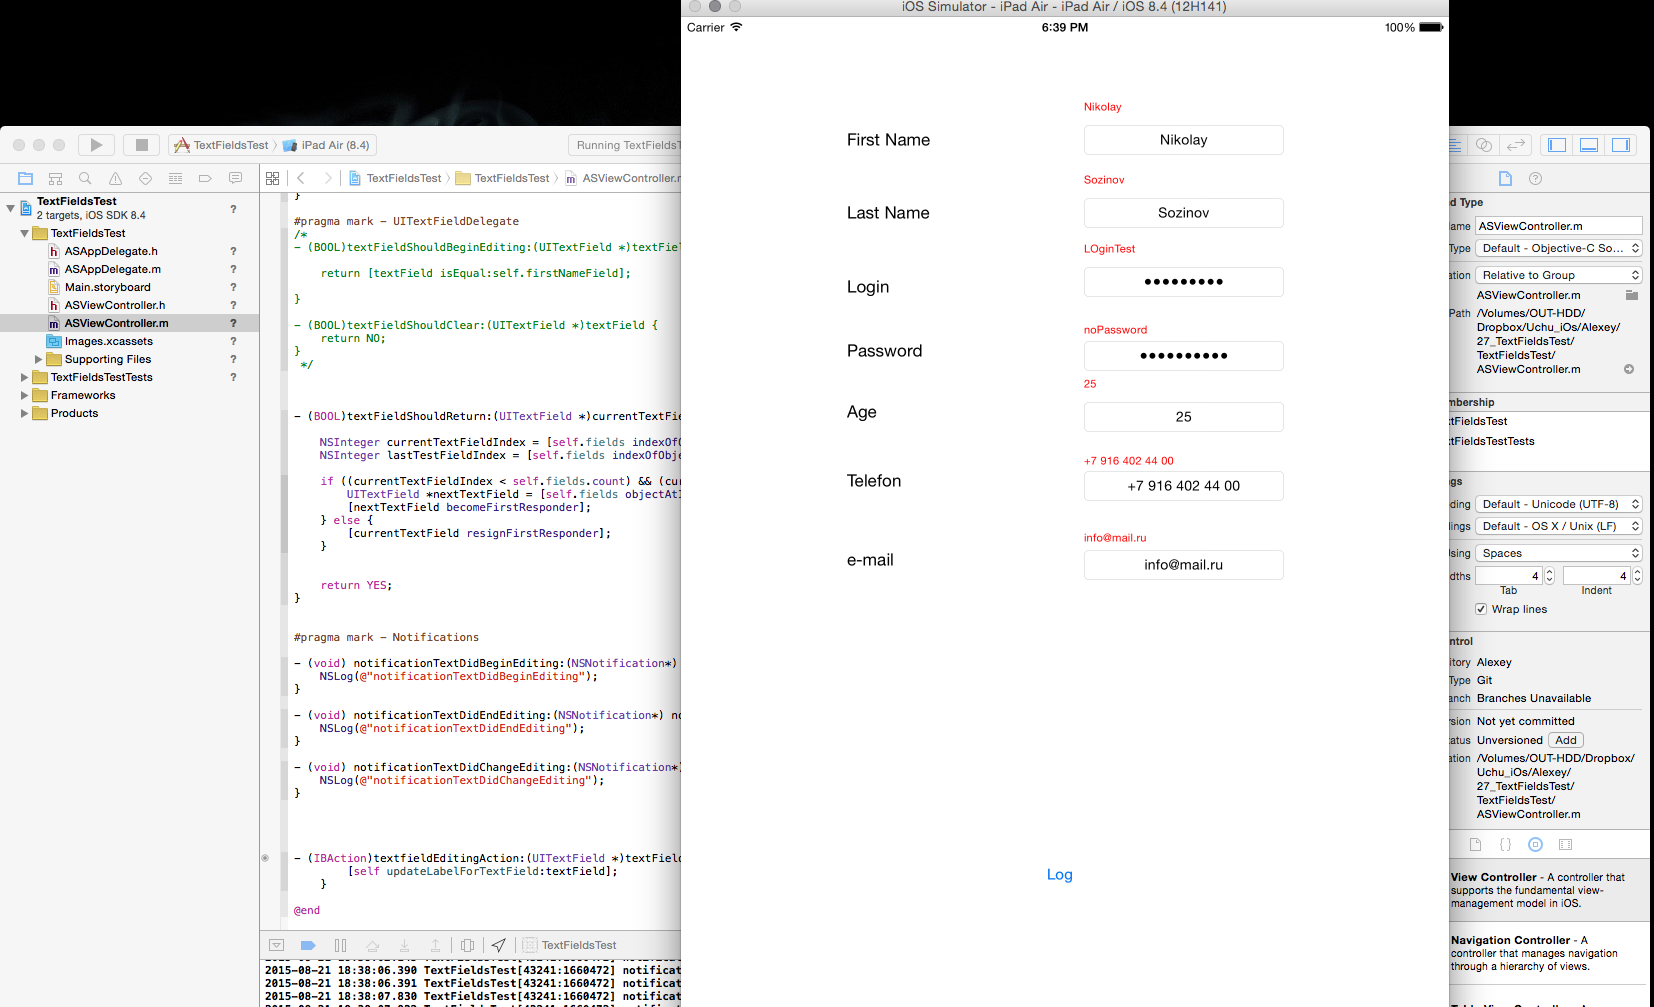 iOS Simulator - iPad Air - iPad Air / iOS 8.4 (12H141)
Carrier
6:39 PM
100%
Nikolay
First Name
Nikolay
Sozinov
Last Name
Sozinov
LOginTest
Login
•••••••••
noPassword
Password
••••••••••
25
Age
25
+7 916 402 44 00
Telefon
+7 916 402 44 00
info@mail.ru
e-mail
info@mail.ru
Log
TextFieldsTest
iPad Air (8.4)
Running TextFieldsT
TextFieldsTest
TextFieldsTest
ASViewController.r
TextFieldsTest
?
2 targets, iOS SDK 8.4
TextFieldsTest
ASAppDelegate.h
?
ASAppDelegate.m
?
Main.storyboard
?
ASViewController.h
?
ASViewController.m
?
Images.xcassets
?
Supporting Files
?
TextFieldsTestTests
?
Frameworks
Products
}
#pragma mark - UITextFieldDelegate
/*
- (BOOL)textFieldShouldBeginEditing:(UITextField *)textFiel
return [textField isEqual:self.firstNameField];
}
- (BOOL)textFieldShouldClear:(UITextField *)textField {
return NO;
}
*/
- (BOOL)textFieldShouldReturn:(UITextField *)currentTextFie
NSInteger currentTextFieldIndex = [self.fields indexOfO
NSInteger lastTestFieldIndex = [self.fields indexOfObje
if ((currentTextFieldIndex < self.fields.count) && (cur
UITextField *nextTextField = [self.fields objectAtI
[nextTextField becomeFirstResponder];
} else {
[currentTextField resignFirstResponder];
}
return YES;
}
#pragma mark - Notifications
- (void) notificationTextDidBeginEditing:(NSNotification*)
NSLog(@"notificationTextDidBeginEditing");
}
- (void) notificationTextDidEndEditing:(NSNotification*) no
NSLog(@"notificationTextDidEndEditing");
}
- (void) notificationTextDidChangeEditing:(NSNotification*)
NSLog(@"notificationTextDidChangeEditing");
}
- (IBAction)textfieldEditingAction:(UITextField *)textField
[self updateLabelForTextField:textField];
}
@end
TextFieldsTest
2015-08-21 18:38:06.390 TextFieldsTest[43241:1660472] notificat
2015-08-21 18:38:06.391 TextFieldsTest[43241:1660472] notificat
2015-08-21 18:38:07.830 TextFieldsTest[43241:1660472] notificat
d Type
ame ASViewController.m
Type Default - Objective-C So...
ation Relative to Group
ASViewController.m
Path /Volumes/OUT-HDD/
Dropbox/Uchu_iOs/Alexey/
27_TextFieldsTest/
TextFieldsTest/
ASViewController.m
mbership
xtFieldsTest
xtFieldsTestTests
gs
ding Default - Unicode (UTF-8)
ings Default - OS X / Unix (LF)
sing Spaces
dths 4 4
Tab Indent
Wrap lines
ntrol
itory Alexey
Type Git
anch Branches Unavailable
rsion Not yet committed
atus Unversioned Add
ation /Volumes/OUT-HDD/Dropbox/
Uchu_iOs/Alexey/
27_TextFieldsTest/
TextFieldsTest/
ASViewController.m
View Controller - A controller that
supports the fundamental view-
management model in iOS.
Navigation Controller - A
controller that manages navigation
through a hierarchy of views.